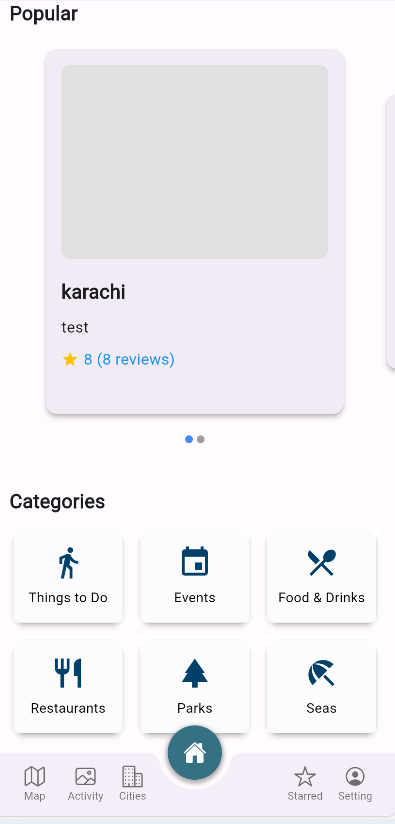 Popular
karachi
test
8 (8 reviews)
Categories
Things to Do
Events
Food & Drinks
Restaurants
Parks
Seas
Map
Activity
Cities
Starred
Setting